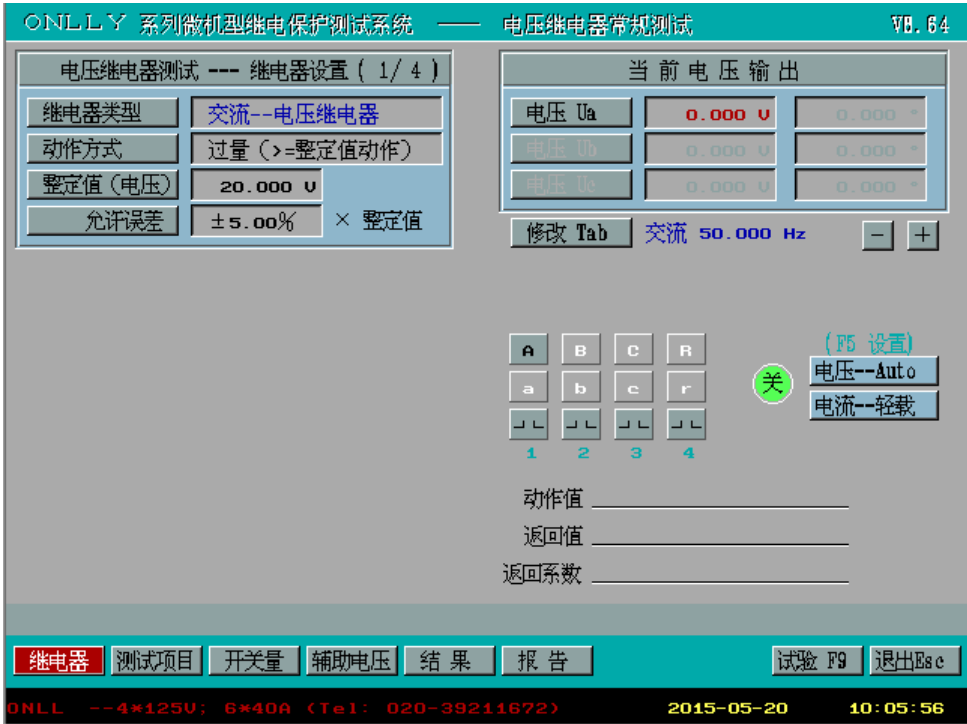 ONLLY 系列微机型继电保护测试系统 —— 电压继电器常规测试 V8.64
电压继电器测试 --- 继电器设置 ( 1/ 4 )
继电器类型 交流--电压继电器
动作方式 过量 (>=整定值动作)
整定值(电压) 20.000 V
允许误差 ±5.00% × 整定值
当 前 电 压 输 出
电压 Ua 0.000 V 0.000 °
电压 Ub 0.000 V 0.000 °
电压 Uc 0.000 V 0.000 °
修改 Tab 交流 50.000 Hz - +
A B C R
a b c r
1 2 3 4
关
(F5 设置)
电压--Auto
电流--轻载
动作值
返回值
返回系数
继电器 测试项目 开关量 辅助电压 结 果 报 告 试验 F9 退出Esc
ONLL --4*125V; 6*40A (Tel: 020-39211672) 2015-05-20 10:05:56